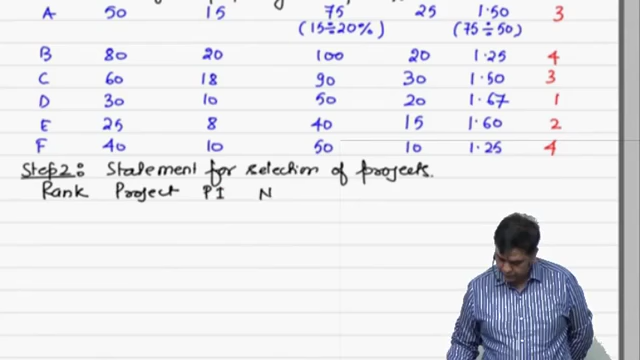 A 50 15 75 25 1.50 3
(15÷20%) (75÷50)
B 80 20 100 20 1.25 4
C 60 18 90 30 1.50 3
D 30 10 50 20 1.67 1
E 25 8 40 15 1.60 2
F 40 10 50 10 1.25 4
Step2: Statement for selection of projects.
Rank Project PI N